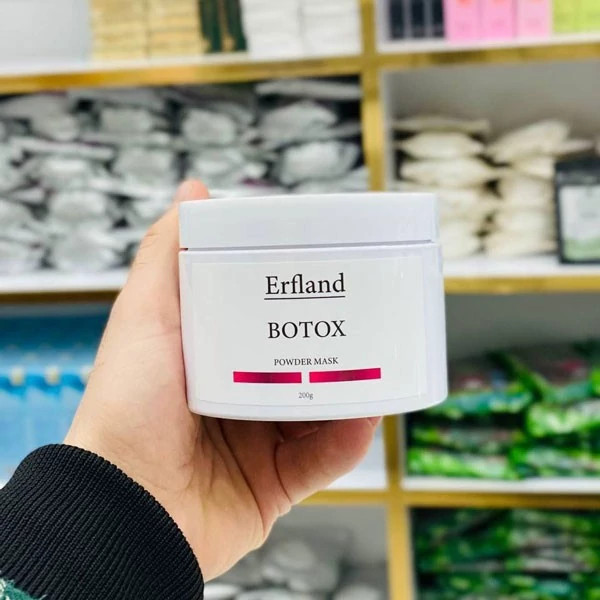 Erfland
BOTOX
POWDER MASK
200g